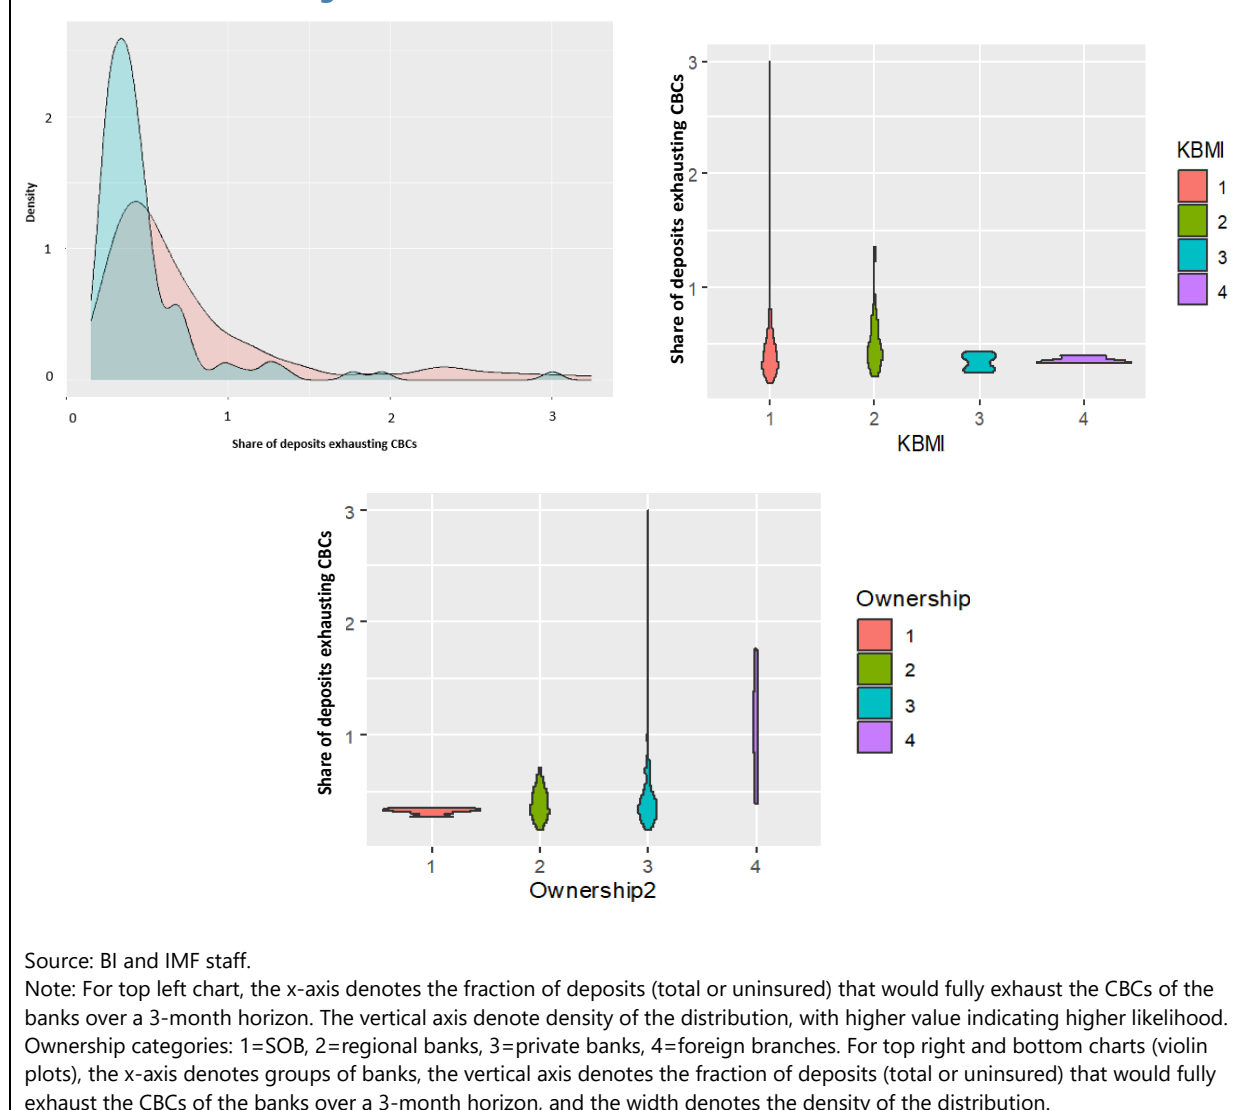 2
1
0
Density
0
1
2
3
Share of deposits exhausting CBCs
3
2
1
Share of deposits exhausting CBCs
1
2
3
4
KBMI
KBMI
1
2
3
4
3
2
1
Share of deposits exhausting CBCs
1
2
3
4
Ownership2
Ownership
1
2
3
4
Source: BI and IMF staff.
Note: For top left chart, the x-axis denotes the fraction of deposits (total or uninsured) that would fully exhaust the CBCs of the
banks over a 3-month horizon. The vertical axis denote density of the distribution, with higher value indicating higher likelihood.
Ownership categories: 1=SOB, 2=regional banks, 3=private banks, 4=foreign branches. For top right and bottom charts (violin
plots), the x-axis denotes groups of banks, the vertical axis denotes the fraction of deposits (total or uninsured) that would fully
exhaust the CBCs of the banks over a 3-month horizon, and the width denotes the density of the distribution.